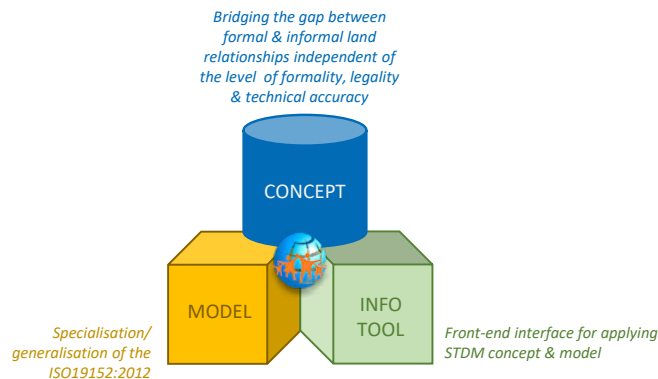 Bridging the gap between
formal & informal land
relationships independent of
the level of formality, legality
& technical accuracy
CONCEPT
MODEL
INFO
TOOL
Specialisation/
generalisation of the
ISO19152:2012
Front-end interface for applying
STDM concept & model